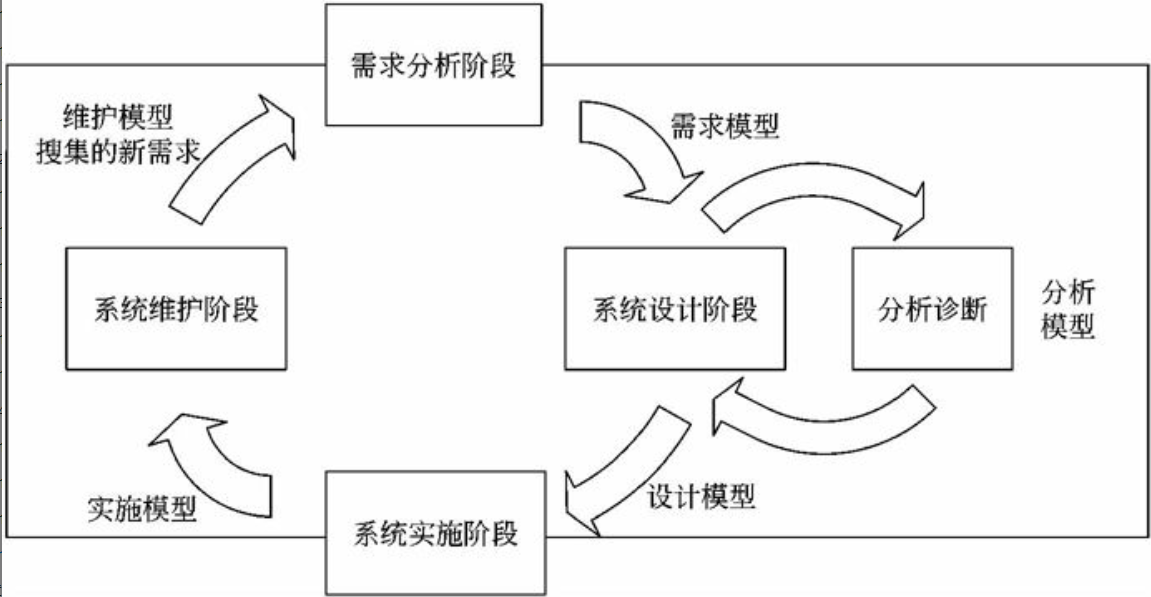 需求分析阶段
维护模型
搜集的新需求
需求模型
系统维护阶段
系统设计阶段
分析诊断
分析
模型
实施模型
设计模型
系统实施阶段